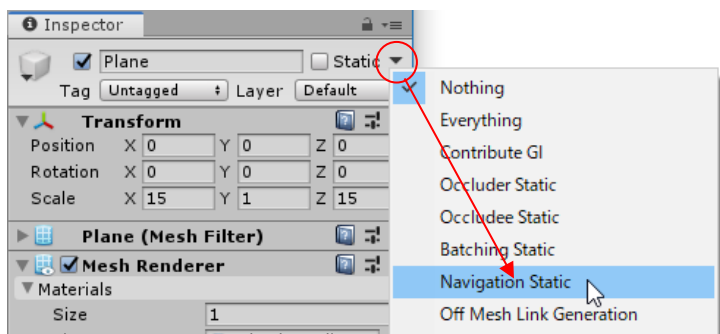 Inspector
Plane
Static
Tag Untagged Layer Default
Transform
Position X 0 Y 0 Z 0
Rotation X 0 Y 0 Z 0
Scale X 15 Y 1 Z 15
Plane (Mesh Filter)
Mesh Renderer
Materials
Size 1
Nothing
Everything
Contribute GI
Occluder Static
Occludee Static
Batching Static
Navigation Static
Off Mesh Link Generation